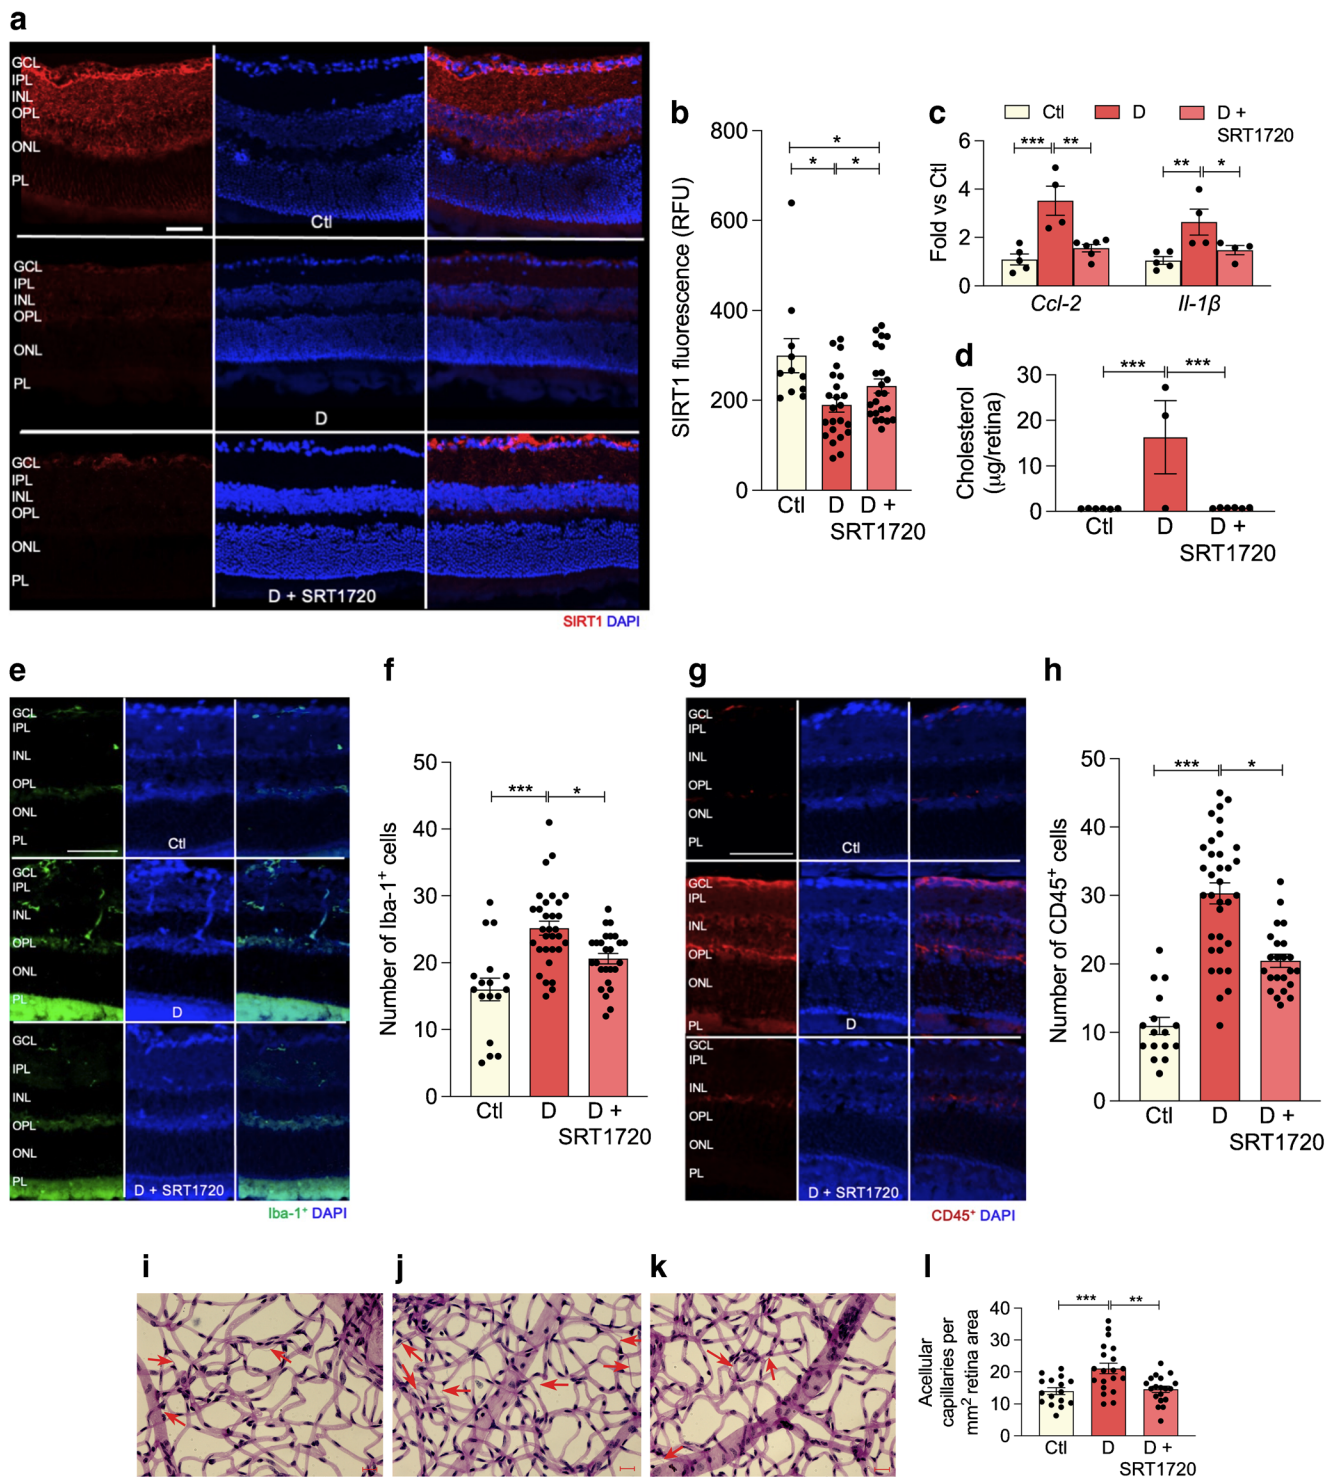 a
GCL
IPL
INL
OPL
ONL
PL
Ctl
GCL
IPL
INL
OPL
ONL
PL
D
GCL
IPL
INL
OPL
ONL
PL
D + SRT1720
SIRT1 DAPI
b
SIRT1 fluorescence (RFU)
800
600
400
200
0
*
* *
Ctl D D +
SRT1720
c
Ctl D D +
SRT1720
Fold vs Ctl
6
4
2
0
*** ** ** *
Ccl-2 Il-1β
d
Cholesterol
(μg/retina)
30
20
10
0
*** ***
Ctl D D +
SRT1720
e
GCL
IPL
INL
OPL
ONL
PL
Ctl
GCL
IPL
INL
OPL
ONL
PL
D
GCL
IPL
INL
OPL
ONL
PL
D + SRT1720
Iba-1⁺ DAPI
f
Number of Iba-1⁺ cells
50
40
30
20
10
0
*** *
Ctl D D +
SRT1720
g
GCL
IPL
INL
OPL
ONL
PL
Ctl
GCL
IPL
INL
OPL
ONL
PL
D
GCL
IPL
INL
OPL
ONL
PL
D + SRT1720
CD45⁺ DAPI
h
Number of CD45⁺ cells
50
40
30
20
10
0
*** *
Ctl D D +
SRT1720
i
j
k
l
Acellular
capillaries per
mm² retina area
40
30
20
10
0
*** **
Ctl D D +
SRT1720